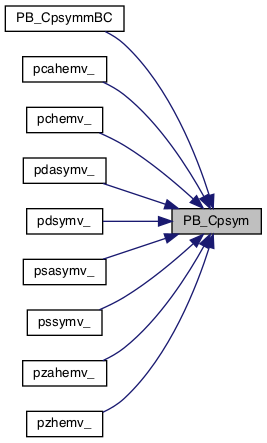 PB_CpsymmBC
pcahemv_
pchemv_
pdasymv_
pdsymv_
PB_Cpsym
psasymv_
pssymv_
pzahemv_
pzhemv_